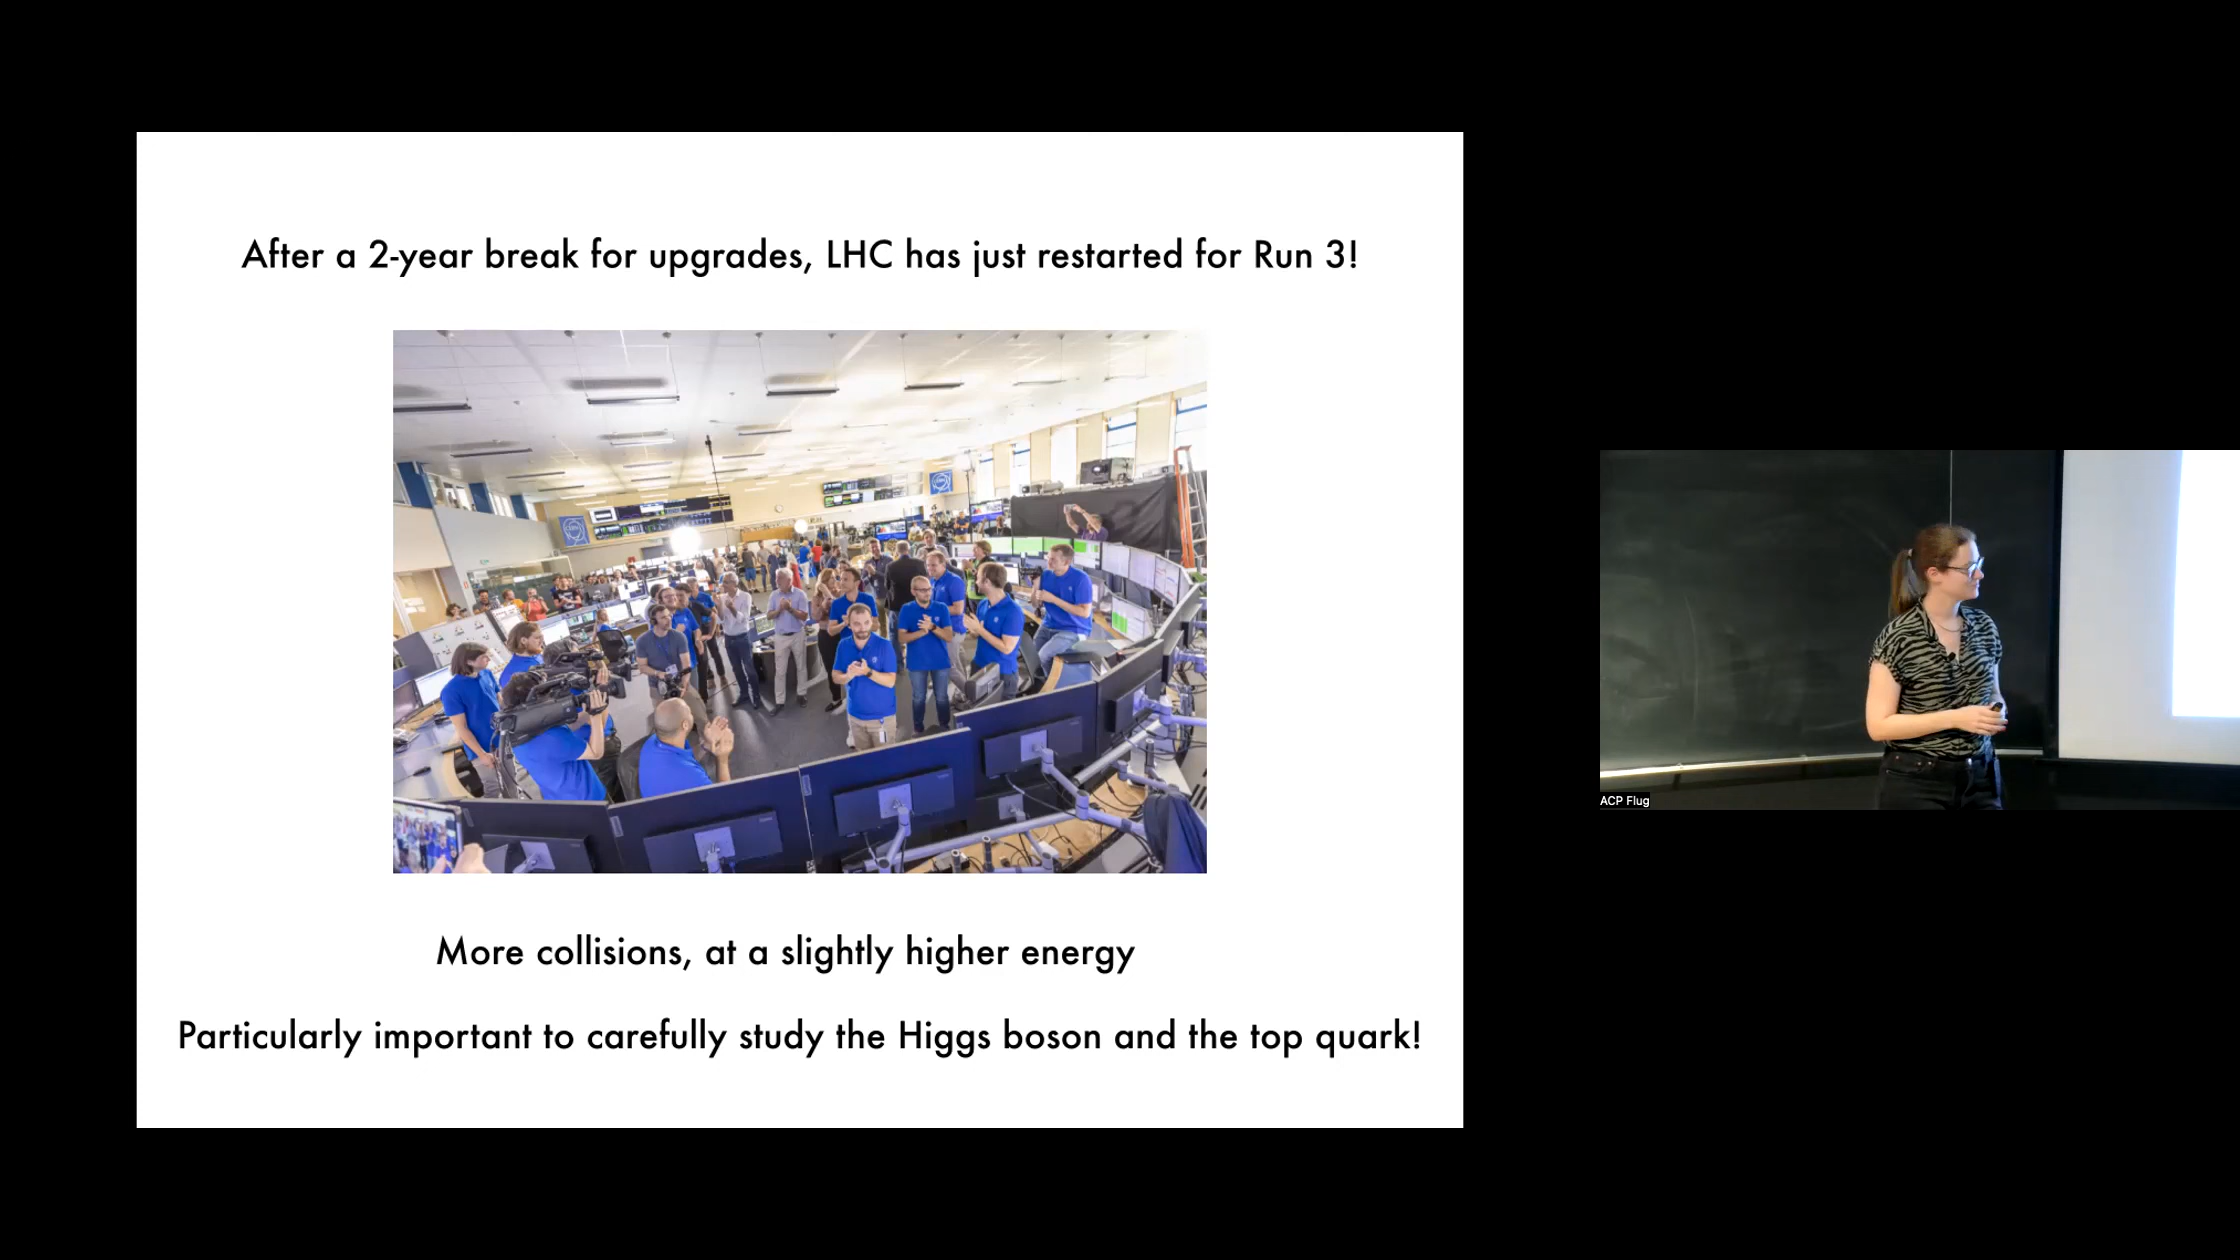 After a 2-year break for upgrades, LHC has just restarted for Run 3!
More collisions, at a slightly higher energy
Particularly important to carefully study the Higgs boson and the top quark!
ACP Flug